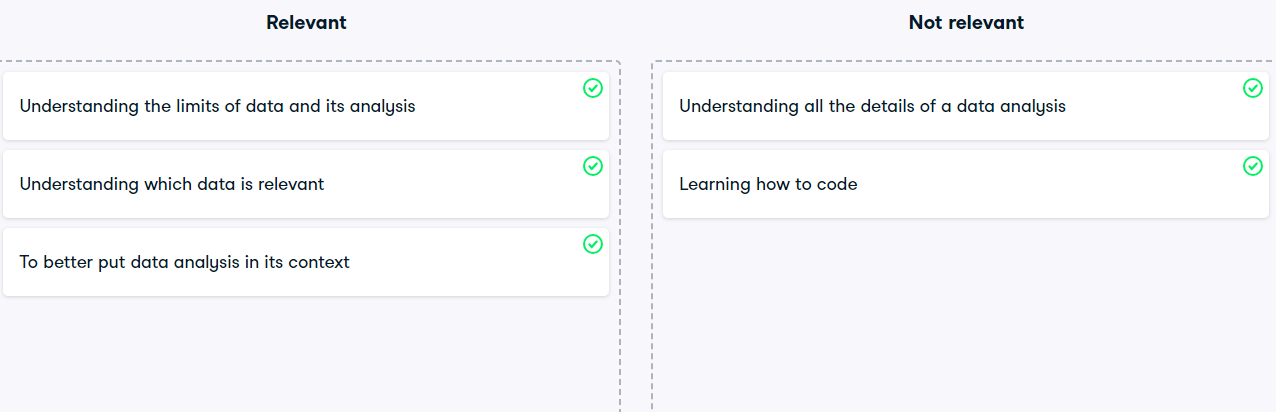 Relevant
Not relevant
Understanding the limits of data and its analysis
Understanding which data is relevant
To better put data analysis in its context
Understanding all the details of a data analysis
Learning how to code